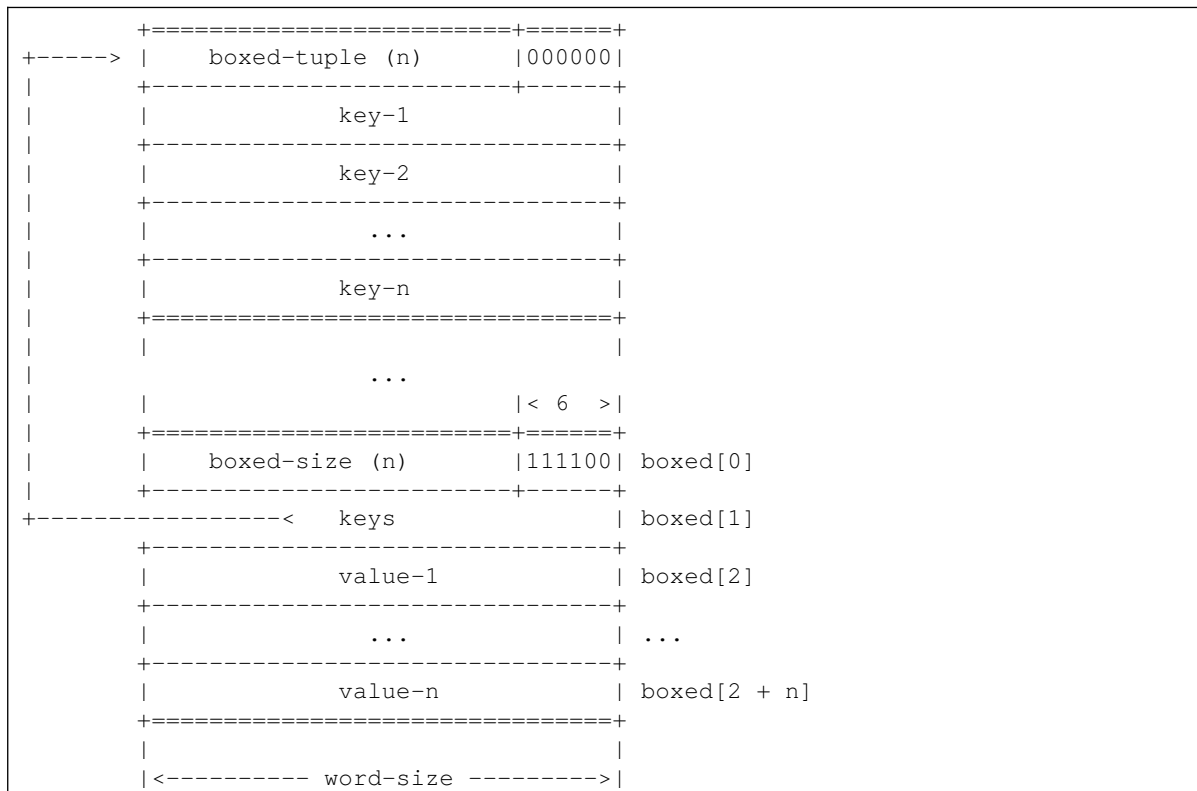 +=========================+======+
+-----> |    boxed-tuple (n)      |000000|
|       +-------------------------+------+
|       |             key-1              |
|       +--------------------------------+
|       |             key-2              |
|       +--------------------------------+
|       |               ...              |
|       +--------------------------------+
|       |             key-n              |
|       +================================+
|       |                                |
|                       ...
|       |                         |< 6  >|
|       +=========================+======+
|       |    boxed-size (n)       |111100| boxed[0]
|       +-------------------------+------+
+-----------------<   keys               | boxed[1]
        +--------------------------------+
        |             value-1            | boxed[2]
        +--------------------------------+
        |               ...              | ...
        +--------------------------------+
        |             value-n            | boxed[2 + n]
        +================================+
        |                                |
        |<---------- word-size --------->|